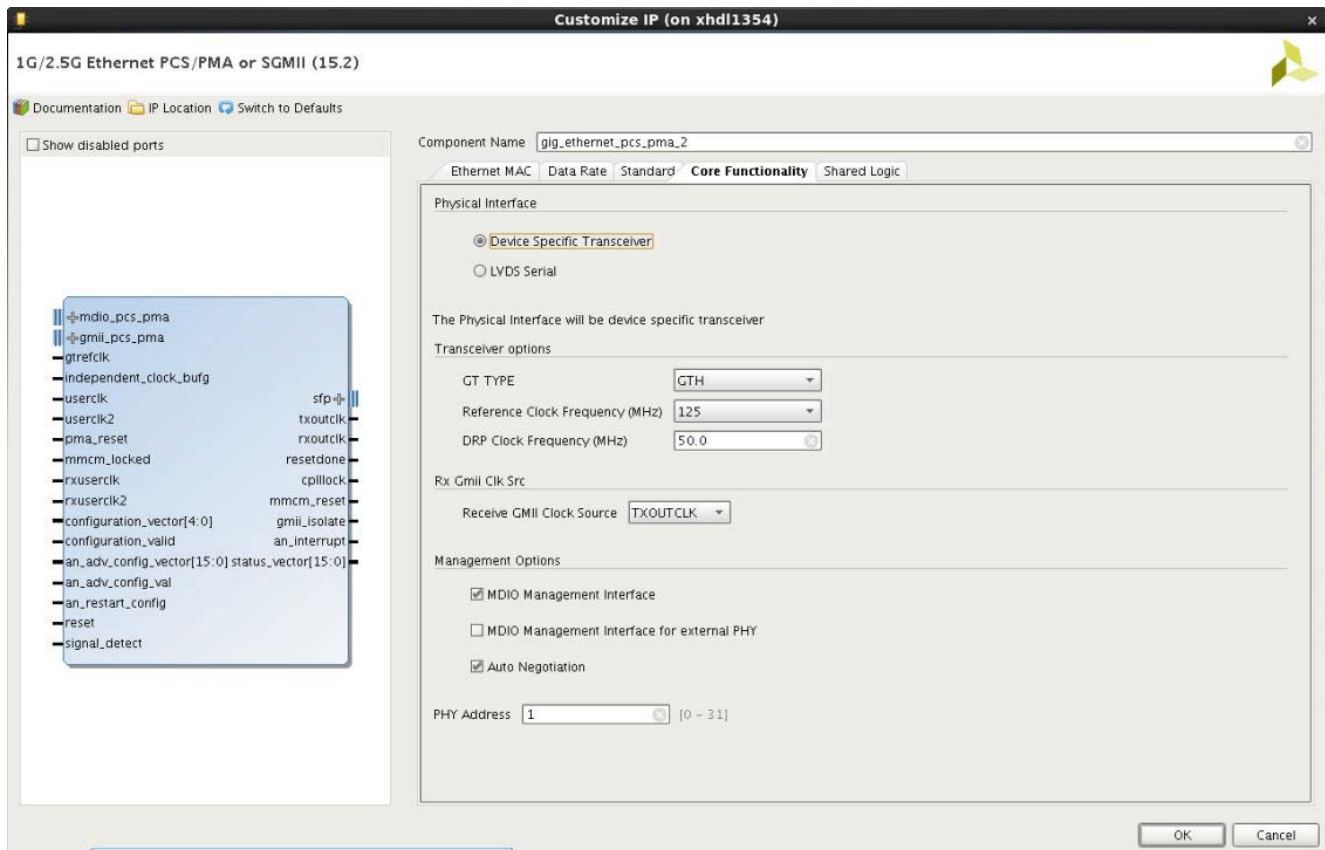 Customize IP (on xhdl1354)
1G/2.5G Ethernet PCS/PMA or SGMII (15.2)
Documentation IP Location Switch to Defaults
Show disabled ports
mdio_pcs_pma
gmii_pcs_pma
gtrefclk
independent_clock_bufg
userclk sfp
userclk2 txoutclk
pma_reset rxoutclk
mmcm_locked resetdone
rxuserclk cplllock
rxuserclk2 mmcm_reset
configuration_vector[4:0] gmii_isolate
configuration_valid an_interrupt
an_adv_config_vector[15:0] status_vector[15:0]
an_adv_config_val
an_restart_config
reset
signal_detect
Component Name gig_ethernet_pcs_pma_2
Ethernet MAC Data Rate Standard Core Functionality Shared Logic
Physical Interface
Device Specific Transceiver
LVDS Serial
The Physical Interface will be device specific transceiver
Transceiver options
GT TYPE GTH
Reference Clock Frequency (MHz) 125
DRP Clock Frequency (MHz) 50.0
Rx Gmii Clk Src
Receive GMII Clock Source TXOUTCLK
Management Options
MDIO Management Interface
MDIO Management Interface for external PHY
Auto Negotiation
PHY Address 1 [0 - 31]
OK Cancel